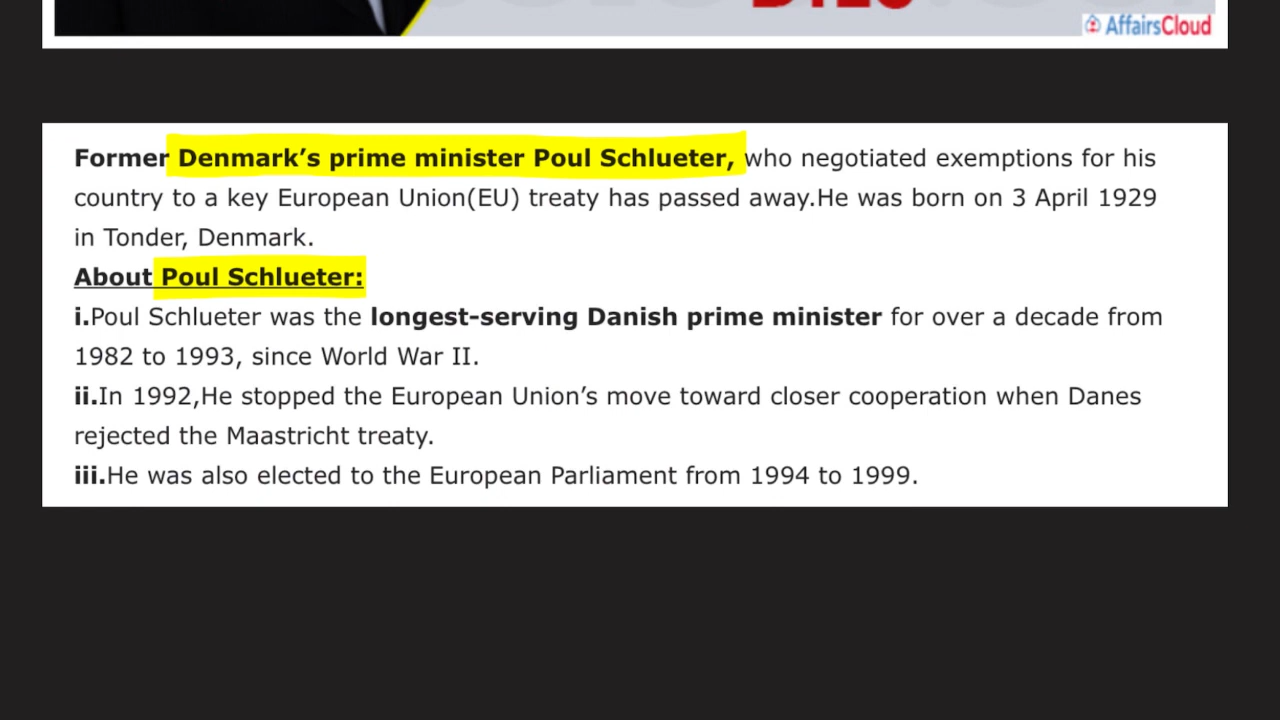 AffairsCloud
Former Denmark’s prime minister Poul Schlueter, who negotiated exemptions for his
country to a key European Union(EU) treaty has passed away.He was born on 3 April 1929
in Tonder, Denmark.
About Poul Schlueter:
i.Poul Schlueter was the longest-serving Danish prime minister for over a decade from
1982 to 1993, since World War II.
ii.In 1992,He stopped the European Union’s move toward closer cooperation when Danes
rejected the Maastricht treaty.
iii.He was also elected to the European Parliament from 1994 to 1999.